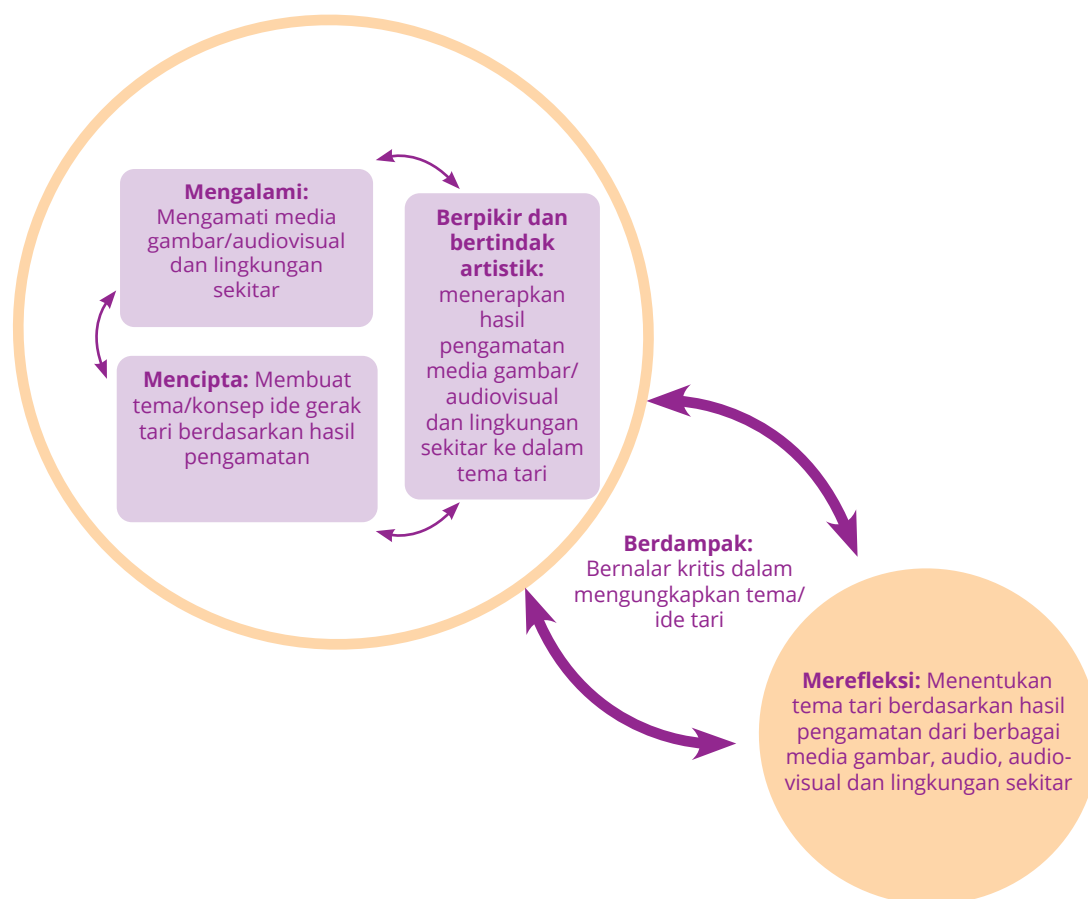 Mengalami:
Mengamati media
gambar/audiovisual
dan lingkungan
sekitar
Berpikir dan
bertindak
artistik:
menerapkan
hasil
pengamatan
media gambar/
audiovisual
dan lingkungan
sekitar ke dalam
tema tari
Mencipta: Membuat
tema/konsep ide gerak
tari berdasarkan hasil
pengamatan
Berdampak:
Bernalar kritis dalam
mengungkapkan tema/
ide tari
Merefleksi: Menentukan
tema tari berdasarkan hasil
pengamatan dari berbagai
media gambar, audio, audio-
visual dan lingkungan sekitar